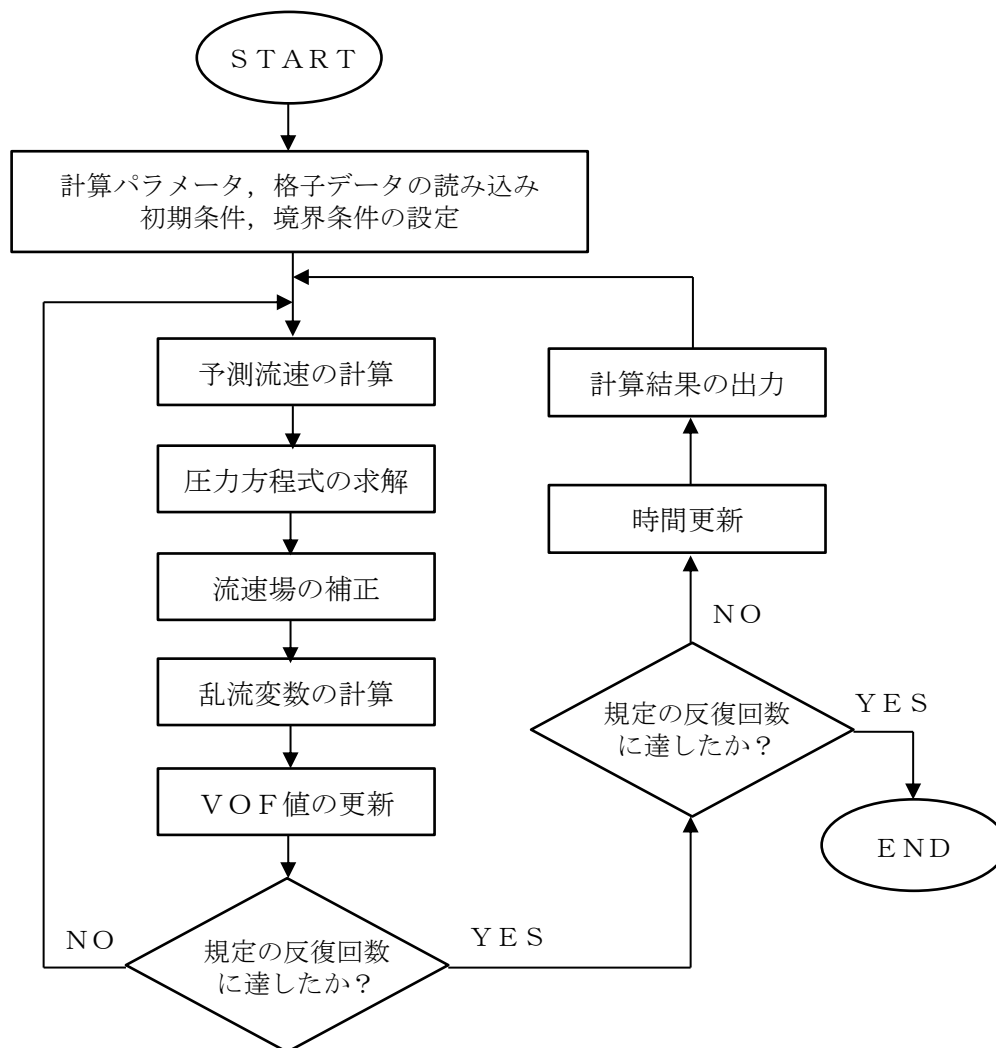 ＳＴＡＲＴ
計算パラメータ，格子データの読み込み
初期条件，境界条件の設定
予測流速の計算
圧力方程式の求解
流速場の補正
乱流変数の計算
ＶＯＦ値の更新
規定の反復回数
に達したか？
ＮＯ
ＹＥＳ
計算結果の出力
時間更新
ＮＯ
規定の反復回数
に達したか？
ＹＥＳ
ＥＮＤ